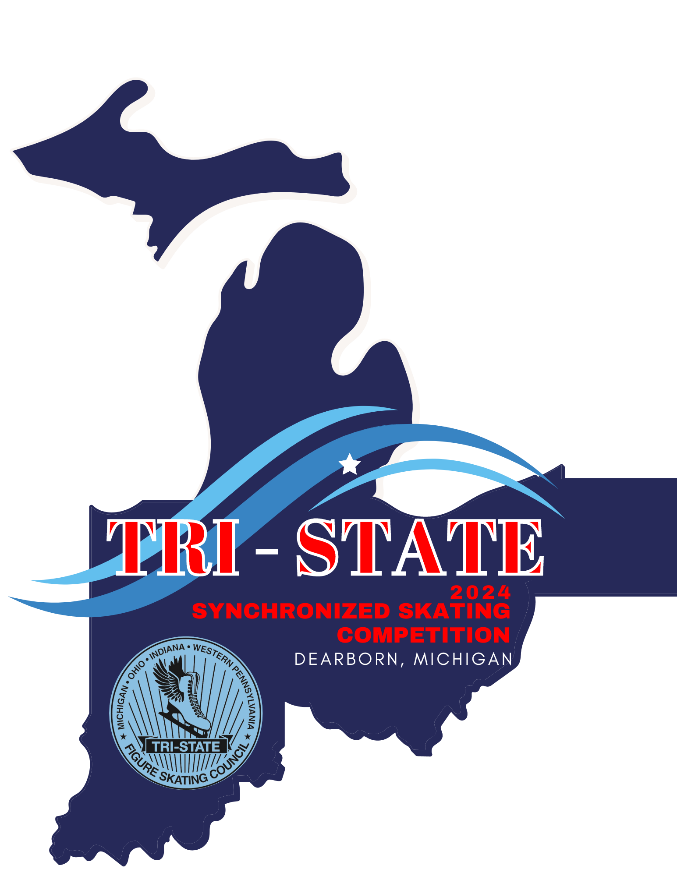 TRI - STATE
2024
SYNCHRONIZED SKATING
COMPETITION
DEARBORN, MICHIGAN
MICHIGAN • OHIO • INDIANA • WESTERN PENNSYLVANIA
TRI-STATE
★ FIGURE SKATING COUNCIL ★